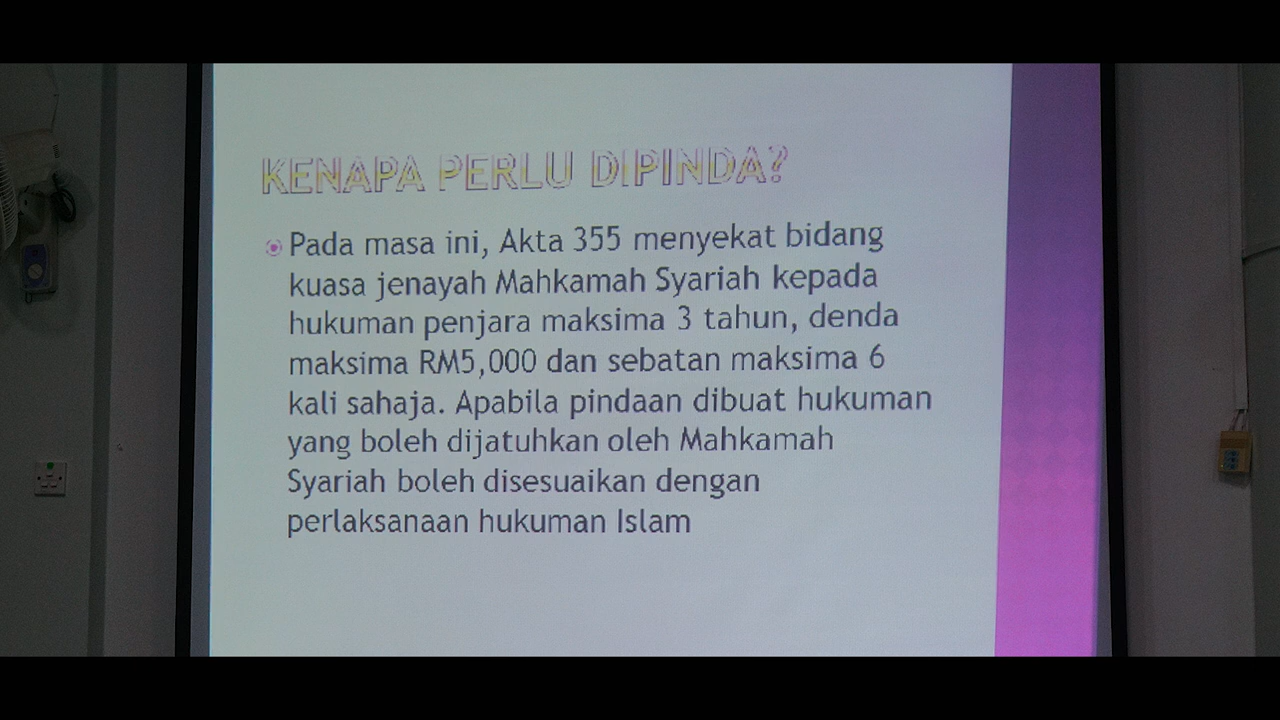 KENAPA PERLU DIPINDA?
Pada masa ini, Akta 355 menyekat bidang
kuasa jenayah Mahkamah Syariah kepada
hukuman penjara maksima 3 tahun, denda
maksima RM5,000 dan sebatan maksima 6
kali sahaja. Apabila pindaan dibuat hukuman
yang boleh dijatuhkan oleh Mahkamah
Syariah boleh disesuaikan dengan
perlaksanaan hukuman Islam